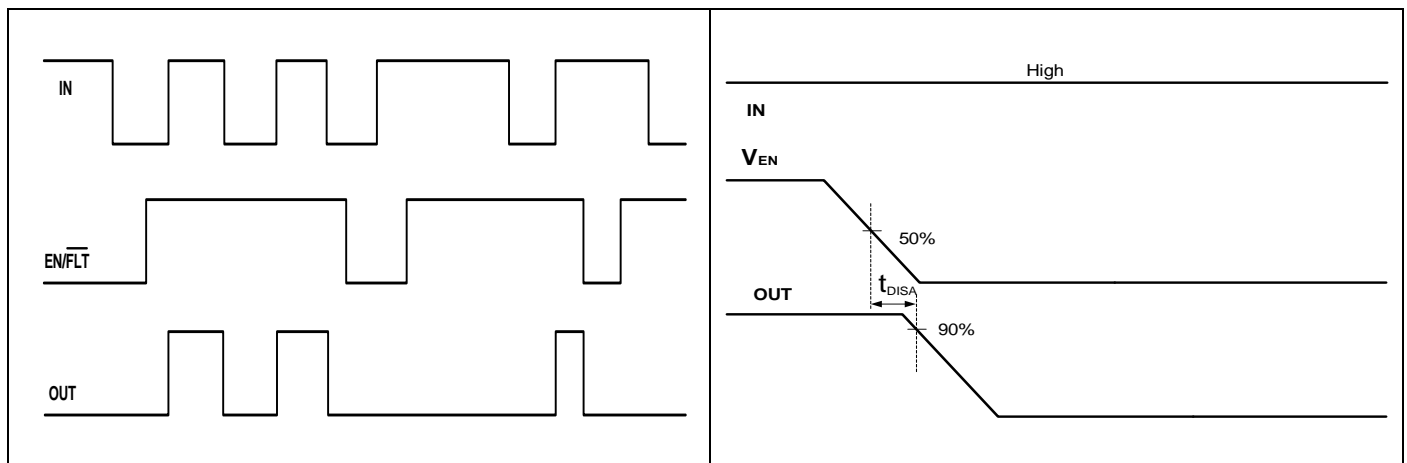 IN
EN/FLT
OUT
High
IN
VEN
50%
OUT
tDISA
90%